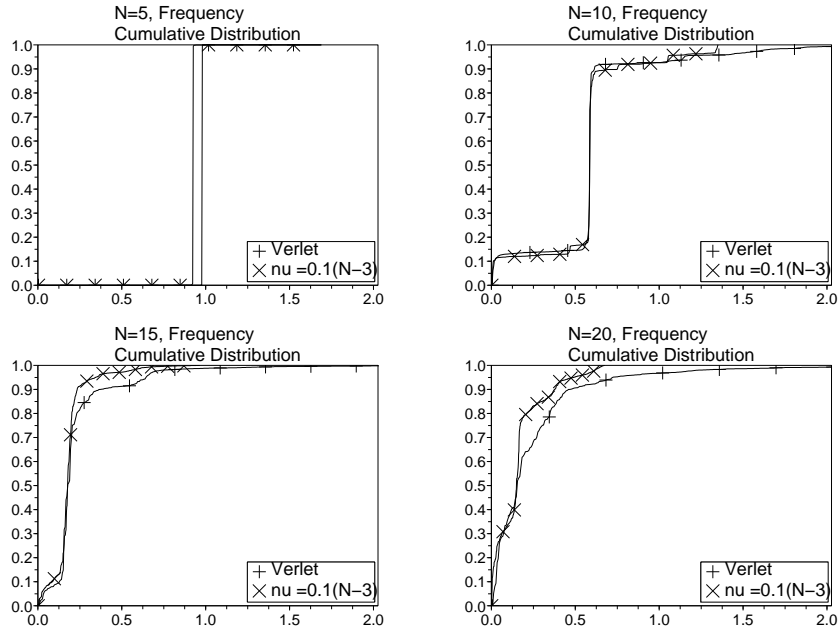 N=5, Frequency
Cumulative Distribution
1.0
0.9
0.8
0.7
0.6
0.5
0.4
0.3
0.2
0.1
0.0
0.0 0.5 1.0 1.5 2.0
Verlet
nu =0.1(N−3)
N=10, Frequency
Cumulative Distribution
1.0
0.9
0.8
0.7
0.6
0.5
0.4
0.3
0.2
0.1
0.0
0.0 0.5 1.0 1.5 2.0
Verlet
nu =0.1(N−3)
N=15, Frequency
Cumulative Distribution
1.0
0.9
0.8
0.7
0.6
0.5
0.4
0.3
0.2
0.1
0.0
0.0 0.5 1.0 1.5 2.0
Verlet
nu =0.1(N−3)
N=20, Frequency
Cumulative Distribution
1.0
0.9
0.8
0.7
0.6
0.5
0.4
0.3
0.2
0.1
0.0
0.0 0.5 1.0 1.5 2.0
Verlet
nu =0.1(N−3)